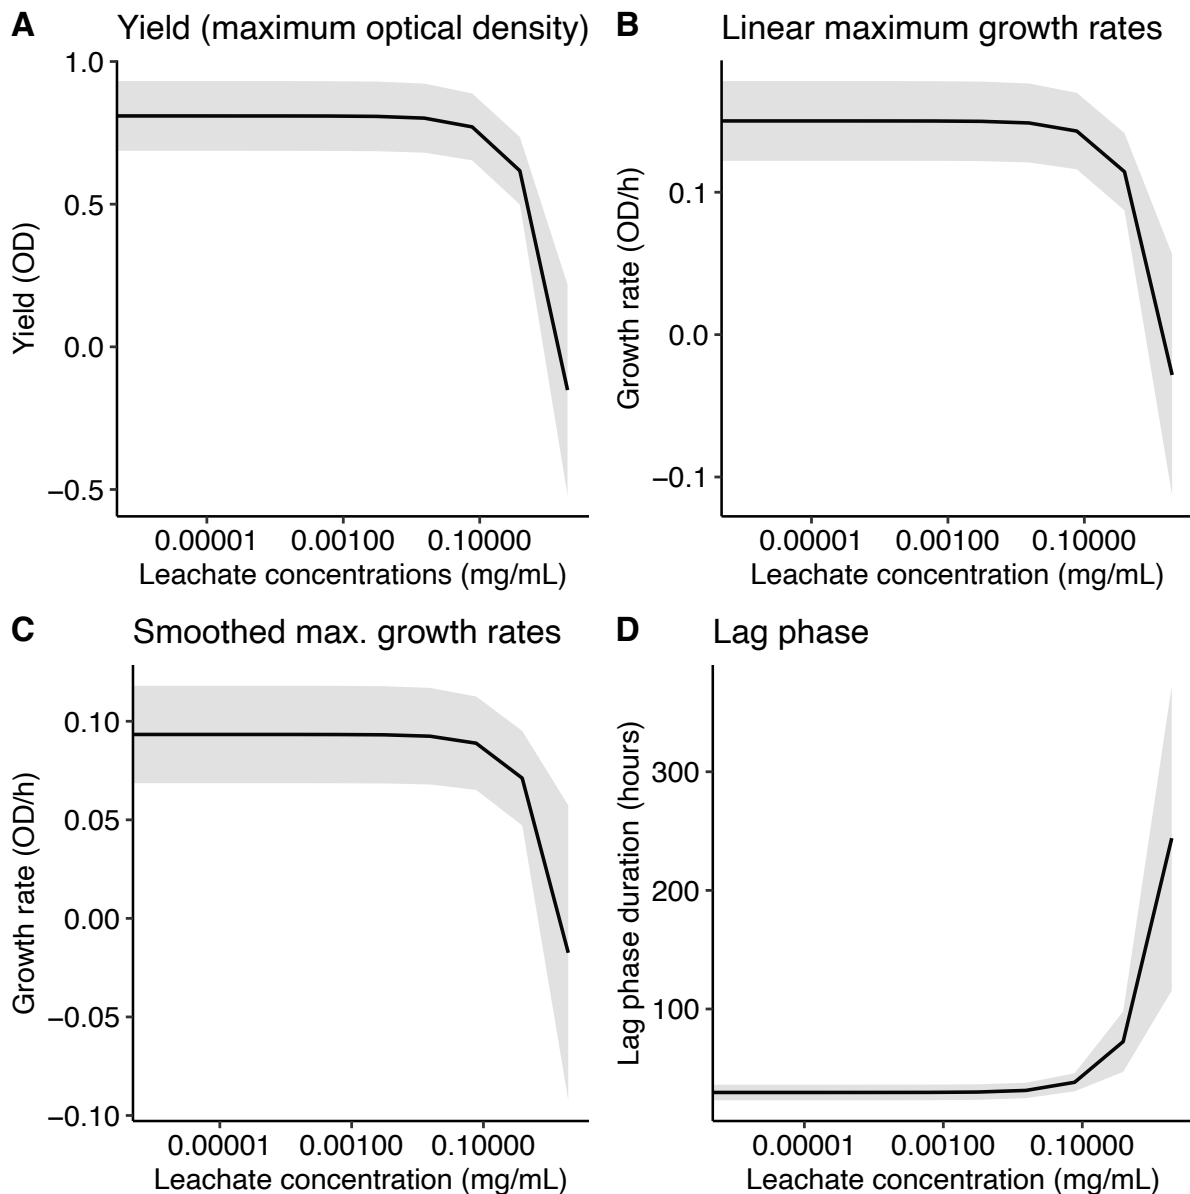 A Yield (maximum optical density)
Yield (OD)
1.0
0.5
0.0
−0.5
0.00001 0.00100 0.10000
Leachate concentrations (mg/mL)
B Linear maximum growth rates
Growth rate (OD/h)
0.1
0.0
−0.1
0.00001 0.00100 0.10000
Leachate concentration (mg/mL)
C Smoothed max. growth rates
Growth rate (OD/h)
0.10
0.05
0.00
−0.05
−0.10
0.00001 0.00100 0.10000
Leachate concentration (mg/mL)
D Lag phase
Lag phase duration (hours)
300
200
100
0.00001 0.00100 0.10000
Leachate concentration (mg/mL)